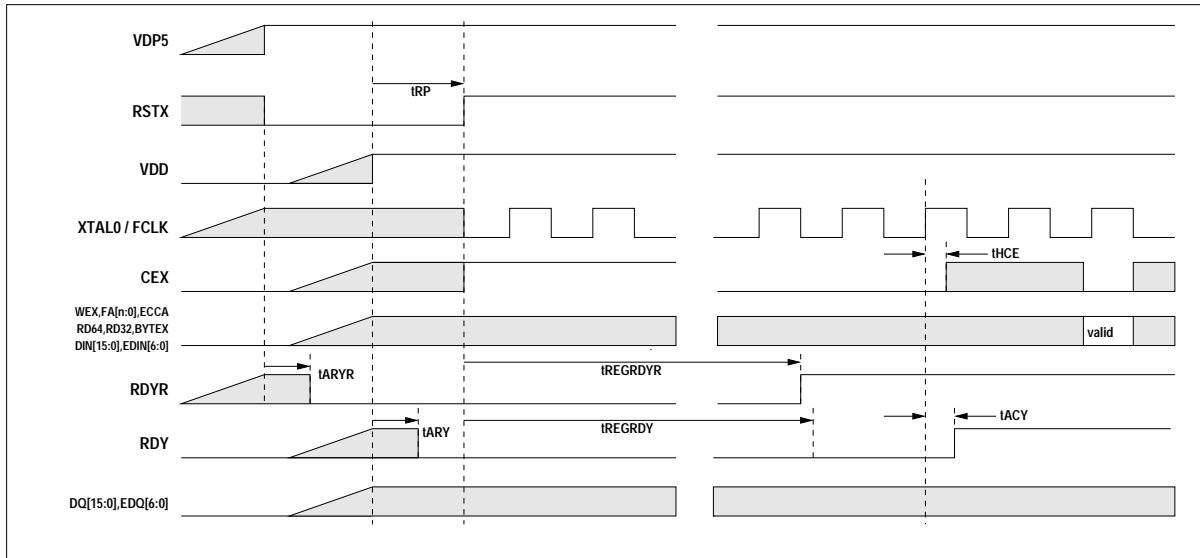 VDP5
tRP
RSTX
VDD
XTAL0 / FCLK
tHCE
CEX
WEX,FA[n:0],ECCA
RD64,RD32,BYTEX
valid
DIN[15:0],EDIN[6:0]
tARYR
tREGRDYR
RDYR
tARY
tREGRDY
tACY
RDY
DQ[15:0],EDQ[6:0]